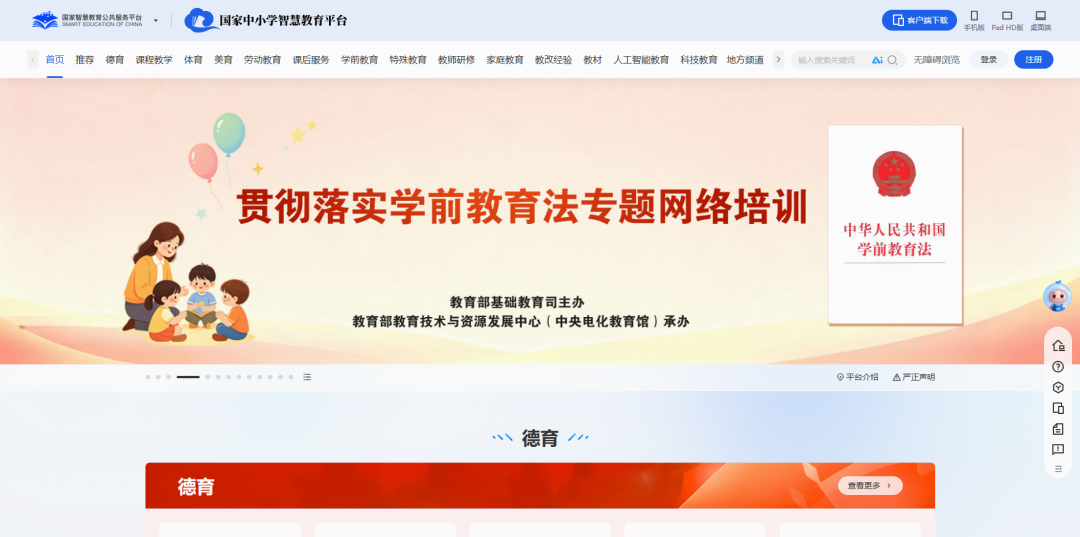 国家智慧教育公共服务平台
SMART EDUCATION OF CHINA
国家中小学智慧教育平台
客户端下载
手机版 Pad HD版 桌面端
首页 推荐 德育 课程教学 体育 美育 劳动教育 课后服务 学前教育 特殊教育 教师研修 家庭教育 教改经验 教材 人工智能教育 科技教育 地方频道
输入搜索关键词 Ai 无障碍浏览 登录 注册
贯彻落实学前教育法专题网络培训
中华人民共和国
学前教育法
教育部基础教育司主办
教育部教育技术与资源发展中心（中央电化教育馆）承办
平台介绍 严正声明
德育
德育
查看更多 >